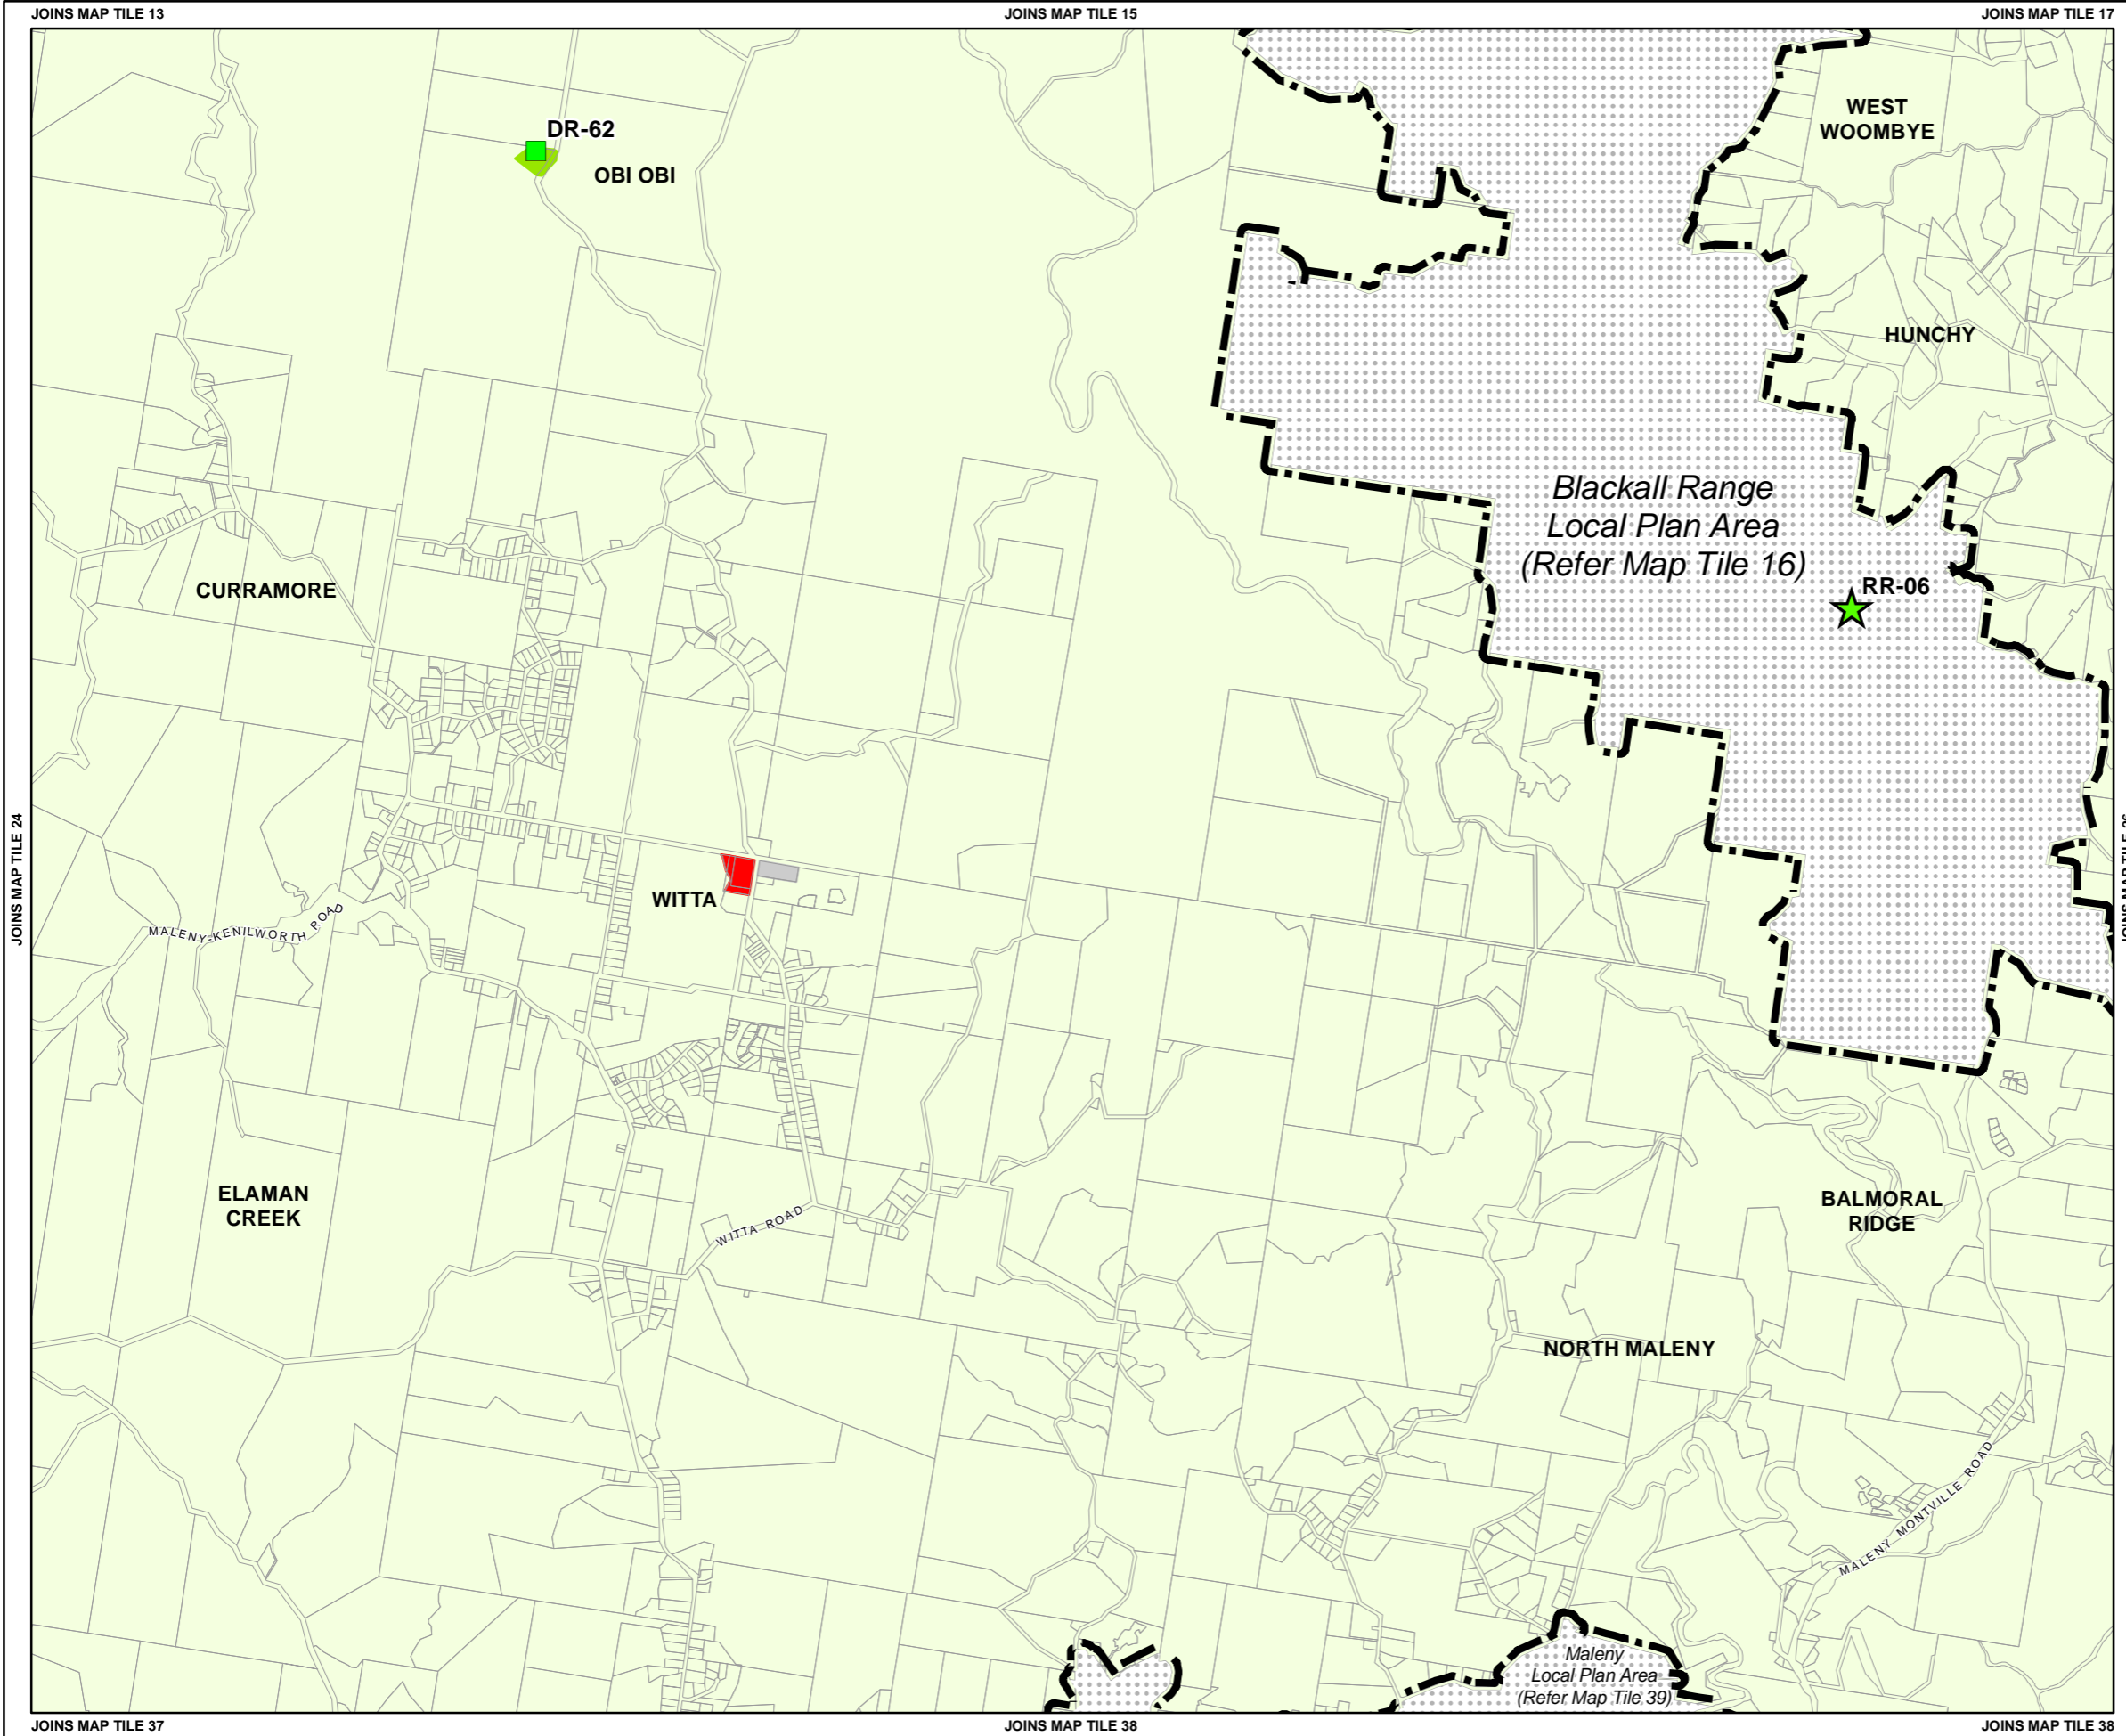 JOINS MAP TILE 13
JOINS MAP TILE 15
JOINS MAP TILE 17
DR-62
OBI OBI
WEST
WOOMBYE
HUNCHY
Blackall Range
Local Plan Area
(Refer Map Tile 16)
RR-06
CURRAMORE
JOINS MAP TILE 24
WITTA
MALENY-KENILWORTH ROAD
ELAMAN
CREEK
WITTA ROAD
BALMORAL
RIDGE
NORTH MALENY
MALENY MONTVILLE ROAD
Maleny
Local Plan Area
(Refer Map Tile 39)
JOINS MAP TILE 37
JOINS MAP TILE 38
JOINS MAP TILE 38